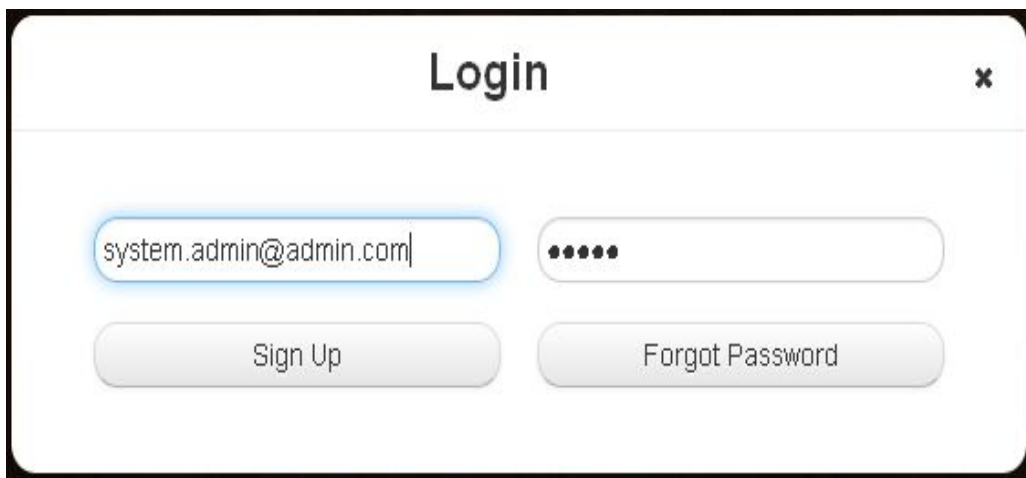 Login
×
system.admin@admin.com
•••••
Sign Up
Forgot Password